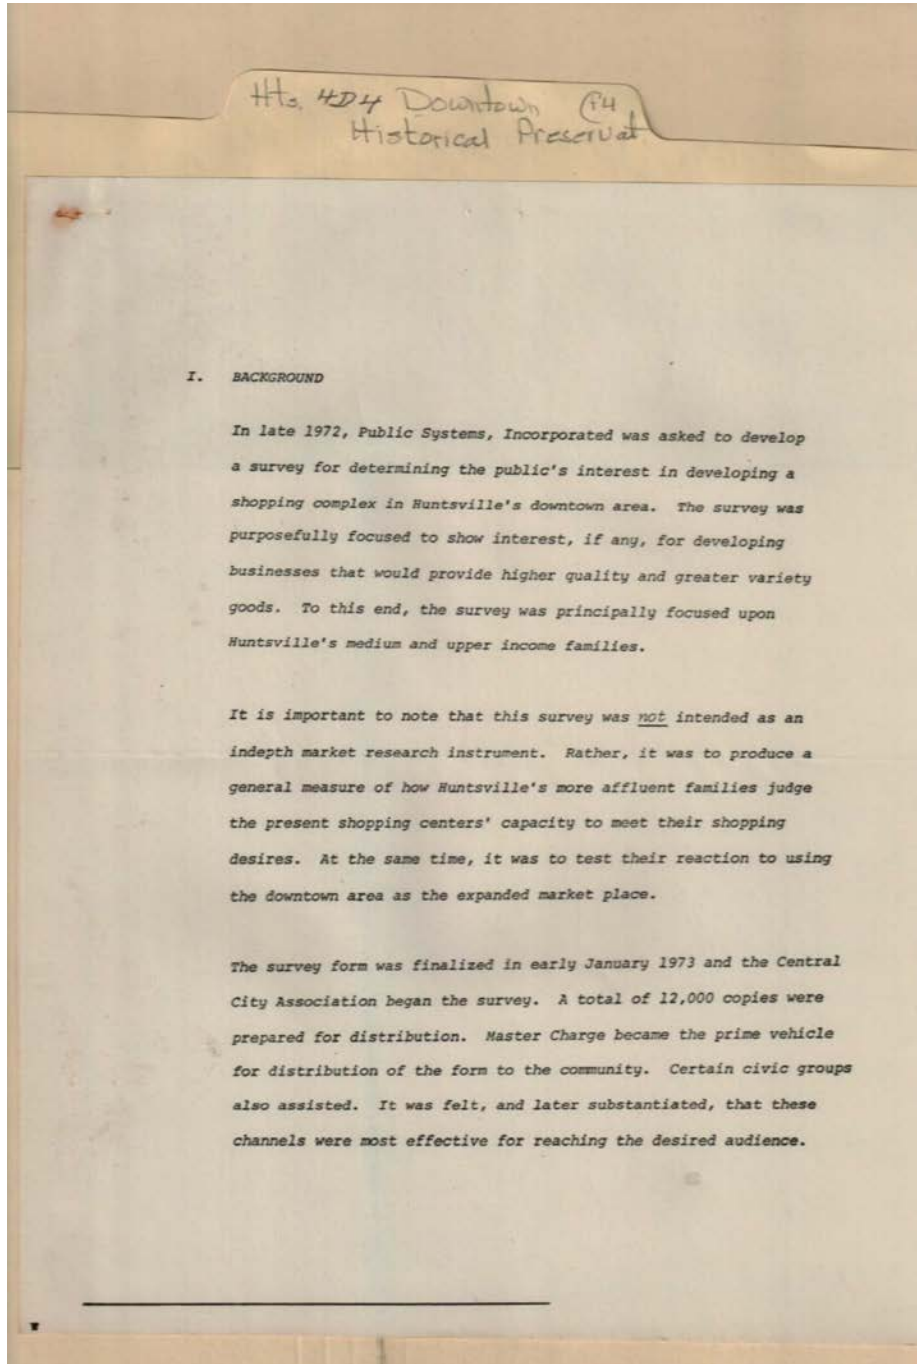 Hts. 4D4 Downtown
Historical Preservat
I. BACKGROUND
In late 1972, Public Systems, Incorporated was asked to develop
a survey for determining the public's interest in developing a
shopping complex in Huntsville's downtown area. The survey was
purposefully focused to show interest, if any, for developing
businesses that would provide higher quality and greater variety
goods. To this end, the survey was principally focused upon
Huntsville's medium and upper income families.
It is important to note that this survey was not intended as an
indepth market research instrument. Rather, it was to produce a
general measure of how Huntsville's more affluent families judge
the present shopping centers' capacity to meet their shopping
desires. At the same time, it was to test their reaction to using
the downtown area as the expanded market place.
The survey form was finalized in early January 1973 and the Central
City Association began the survey. A total of 12,000 copies were
prepared for distribution. Master Charge became the prime vehicle
for distribution of the form to the community. Certain civic groups
also assisted. It was felt, and later substantiated, that these
channels were most effective for reaching the desired audience.